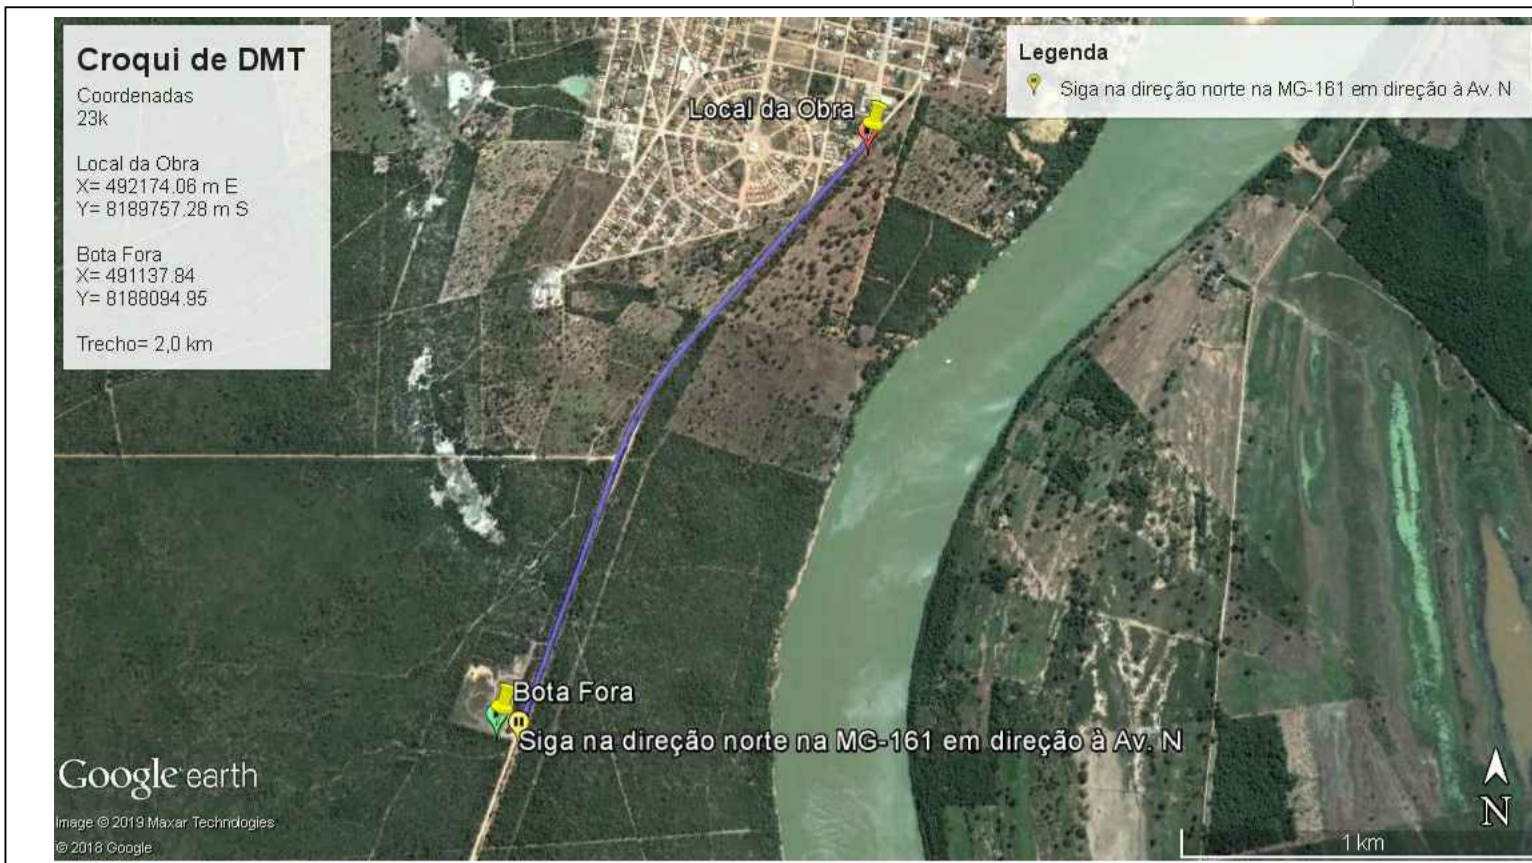 Croqui de DMT
Coordenadas
23k
Local da Obra
X= 492174.06 m E
Y= 8189757.28 m S
Bota Fora
X= 491137.84
Y= 8188094.95
Trecho= 2,0 km
Legenda
Siga na direção norte na MG-161 em direção à Av. N
Local da Obra
Bota Fora
Siga na direção norte na MG-161 em direção à Av. N
Google earth
Image © 2019 Maxar Technologies
© 2018 Google
N
1 km